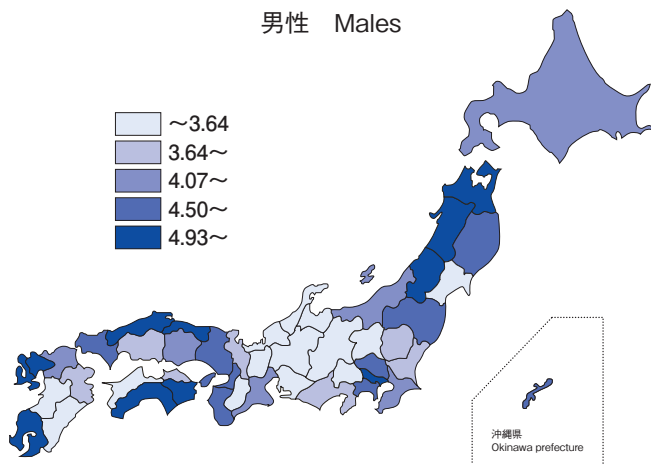 男性　Males
～3.64
3.64～
4.07～
4.50～
4.93～
沖縄県
Okinawa prefecture